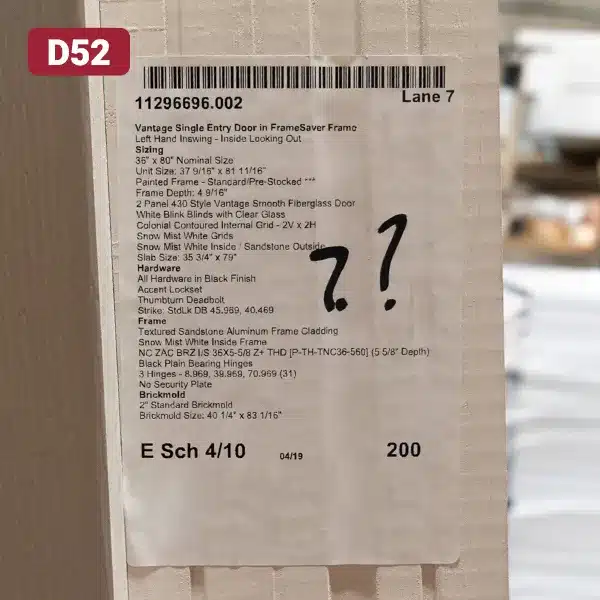 D52
11296696.002
Lane 7
Vantage Single Entry Door in FrameSaver Frame
Left Hand Inswing - Inside Looking Out
Sizing
36" x 80" Nominal Size
Unit Size: 37 9/16" x 81 11/16"
Painted Frame - Standard/Pre-Stocked ***
Frame Depth: 4 9/16"
2 Panel 430 Style Vantage Smooth Fiberglass Door
White Blink Blinds with Clear Glass
Colonial Contoured Internal Grid - 2V x 2H
Snow Mist White Grids
Snow Mist White Inside / Sandstone Outside
Slab Size: 35 3/4" x 79"
Hardware
All Hardware in Black Finish
Accent Lockset
Thumbturn Deadbolt
Strike: StdLk DB 45.969, 40.469
Frame
Textured Sandstone Aluminum Frame Cladding
Snow Mist White Inside Frame
NC ZAC BRZ I/S 36X5-5/8 Z+ THD [P-TH-TNC36-560] (5 5/8" Depth)
Black Plain Bearing Hinges
3 Hinges - 8.969, 39.969, 70.969 (31)
No Security Plate
Brickmold
2" Standard Brickmold
Brickmold Size: 40 1/4" x 83 1/16"
??
E Sch 4/10
04/19
200